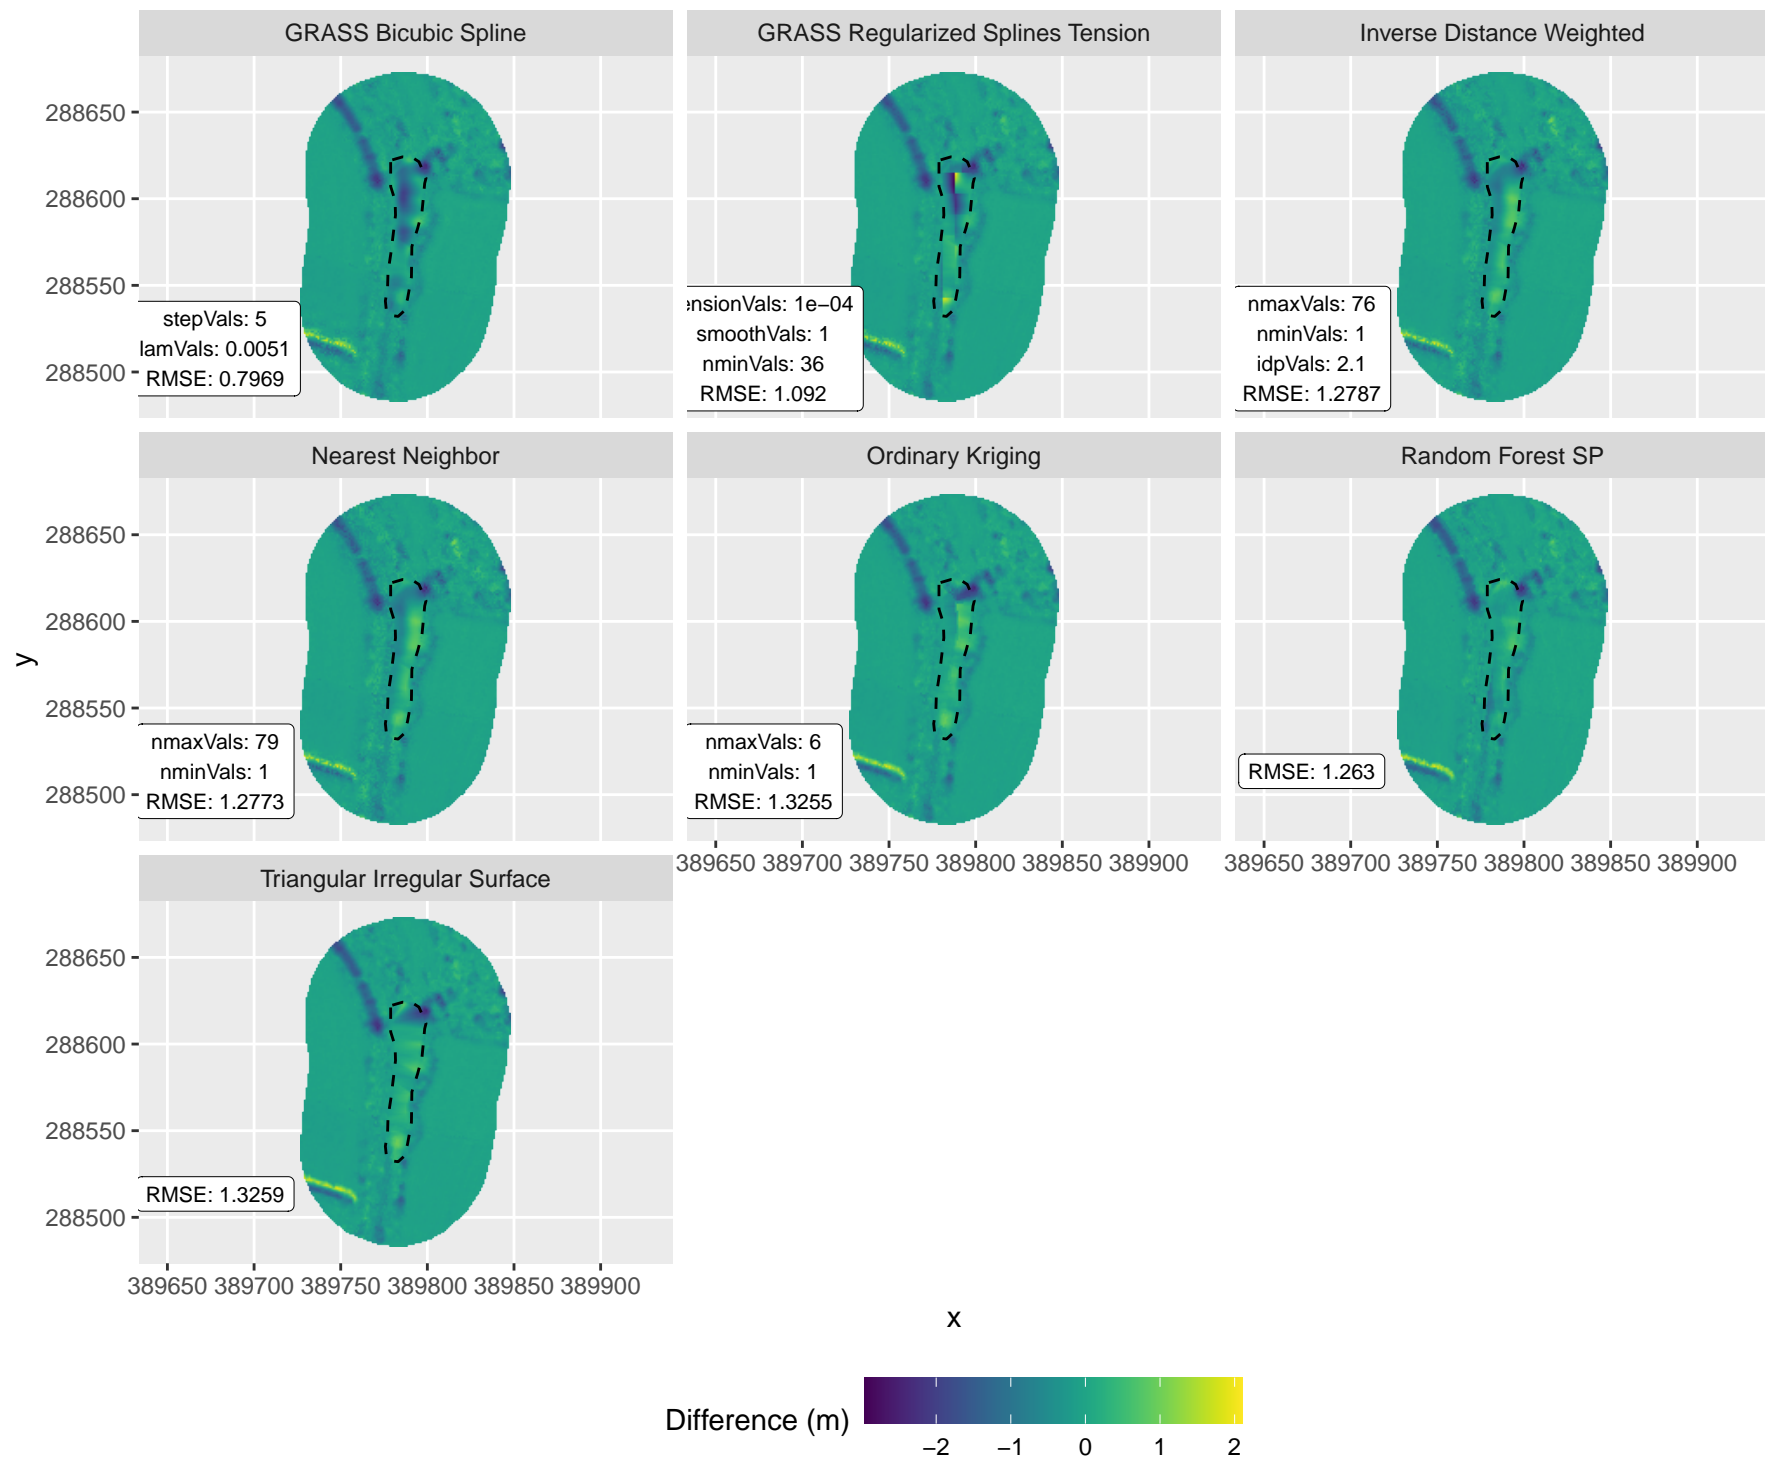 GRASS Bicubic Spline
GRASS Regularized Splines Tension
Inverse Distance Weighted
288650
288600
288550
288500
stepVals: 5
lamVals: 0.0051
RMSE: 0.7969
ensionVals: 1e−04
smoothVals: 1
nminVals: 36
RMSE: 1.092
nmaxVals: 76
nminVals: 1
idpVals: 2.1
RMSE: 1.2787
Nearest Neighbor
Ordinary Kriging
Random Forest SP
288650
288600
288550
288500
nmaxVals: 79
nminVals: 1
RMSE: 1.2773
nmaxVals: 6
nminVals: 1
RMSE: 1.3255
RMSE: 1.263
389650 389700 389750 389800 389850 389900
389650 389700 389750 389800 389850 389900
Triangular Irregular Surface
288650
288600
288550
288500
RMSE: 1.3259
389650 389700 389750 389800 389850 389900
y
x
Difference (m)
−2 −1 0 1 2